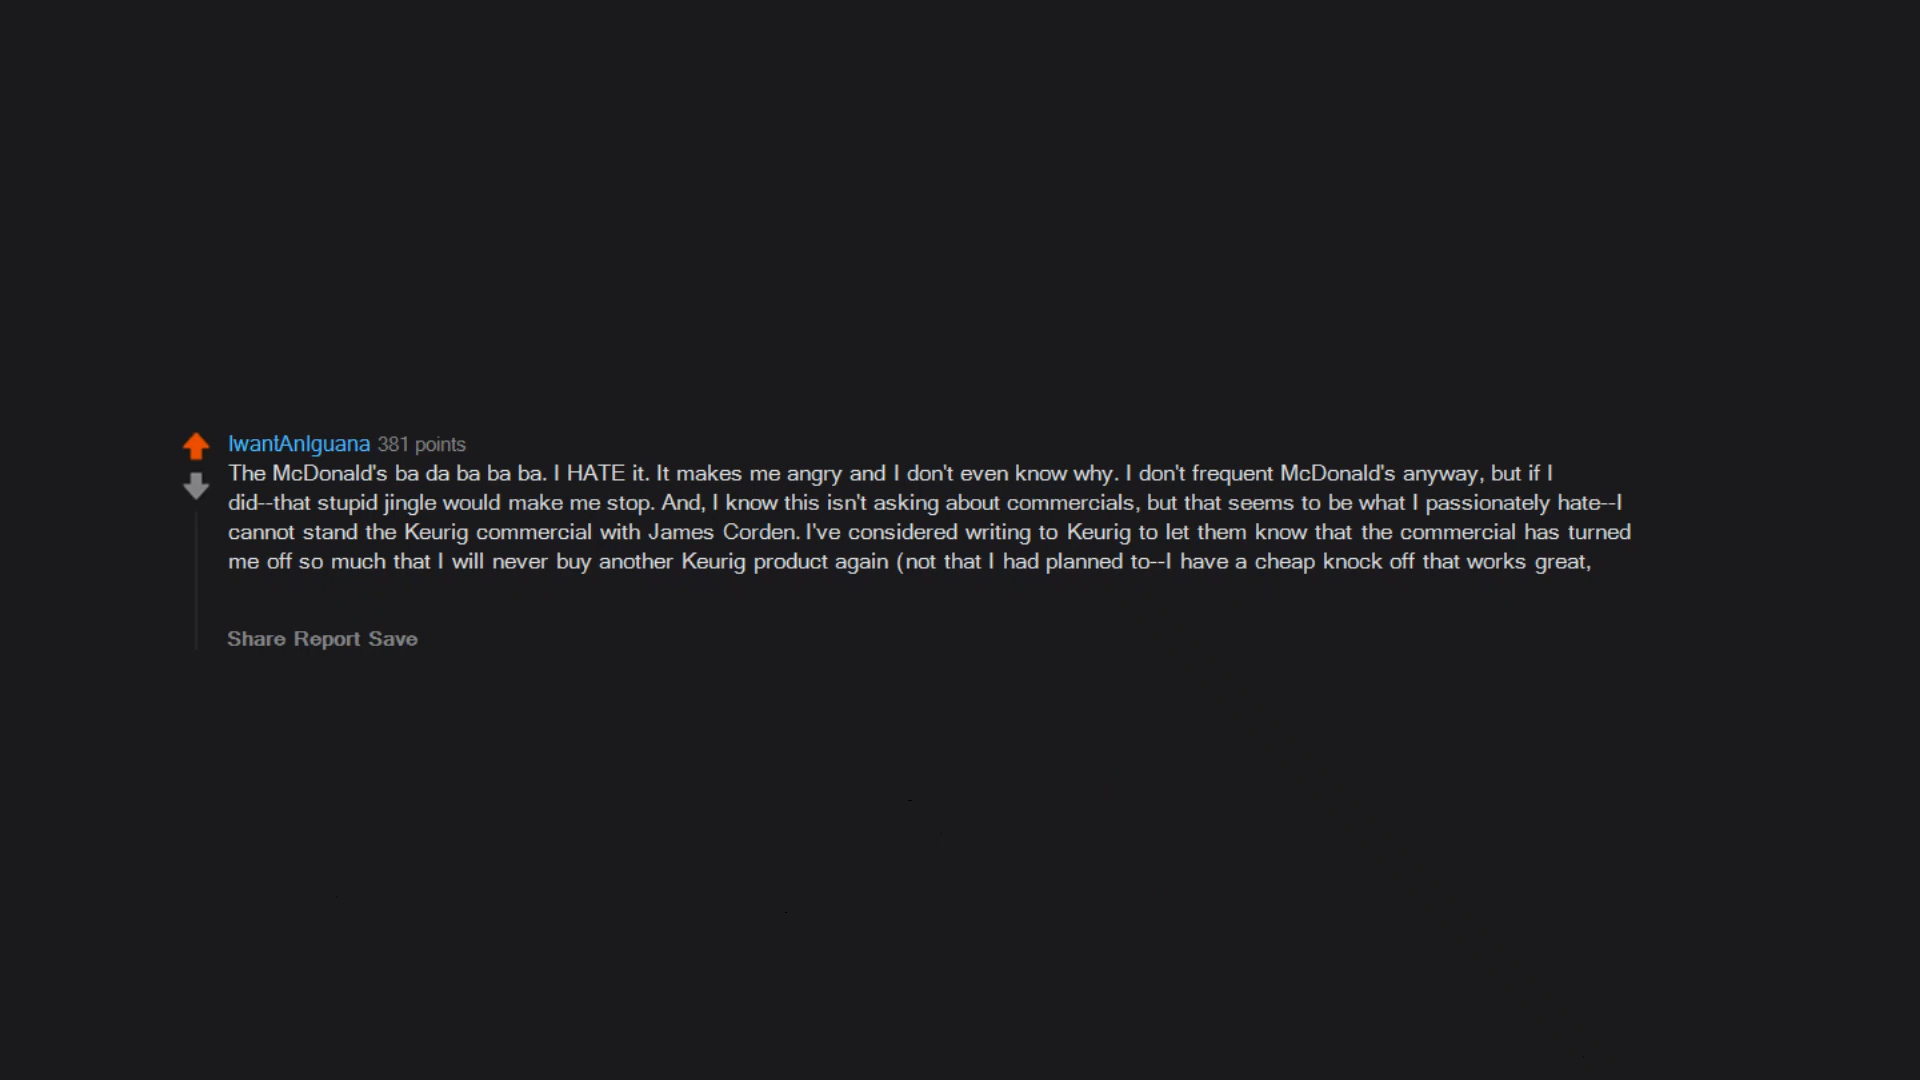 IwantAnIguana 381 points
The McDonald's ba da ba ba ba. I HATE it. It makes me angry and I don't even know why. I don't frequent McDonald's anyway, but if I
did--that stupid jingle would make me stop. And, I know this isn't asking about commercials, but that seems to be what I passionately hate--I
cannot stand the Keurig commercial with James Corden. I've considered writing to Keurig to let them know that the commercial has turned
me off so much that I will never buy another Keurig product again (not that I had planned to--I have a cheap knock off that works great,
Share Report Save